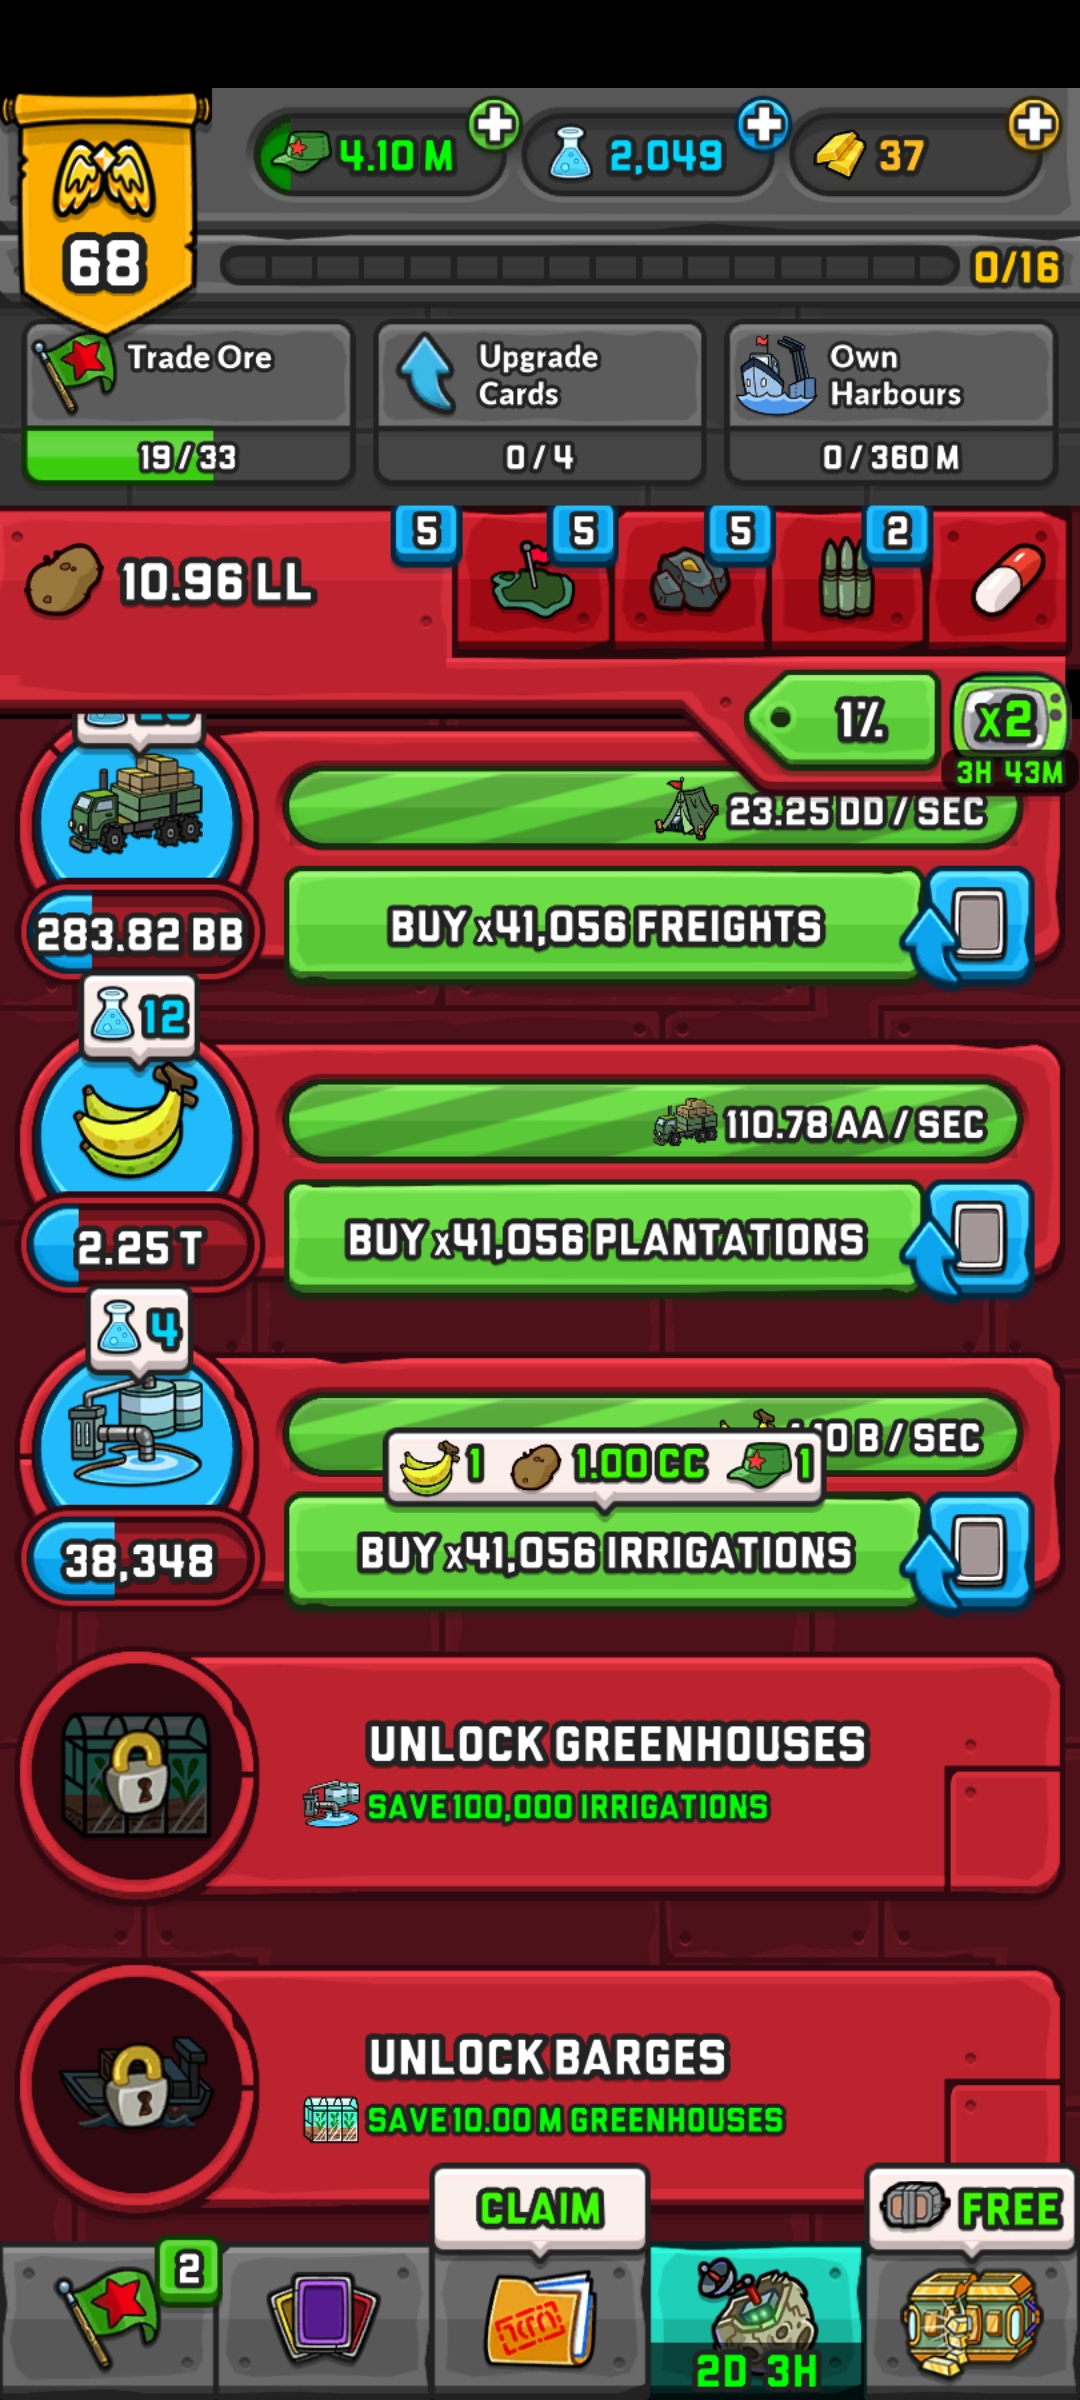 4.10 M
2,049
37
68
0/16
Trade Ore
19/33
Upgrade
Cards
0/4
Own
Harbours
0/360 M
10.96 LL
5
5
5
2
1%
x2
3H 43M
23.25 DD / SEC
283.82 BB
BUY x41,056 FREIGHTS
12
110.78 AA / SEC
2.25 T
BUY x41,056 PLANTATIONS
4
0 B / SEC
1
1.00 CC
1
38,348
BUY x41,056 IRRIGATIONS
UNLOCK GREENHOUSES
SAVE 100,000 IRRIGATIONS
UNLOCK BARGES
SAVE 10.00 M GREENHOUSES
CLAIM
FREE
2
2D 3H